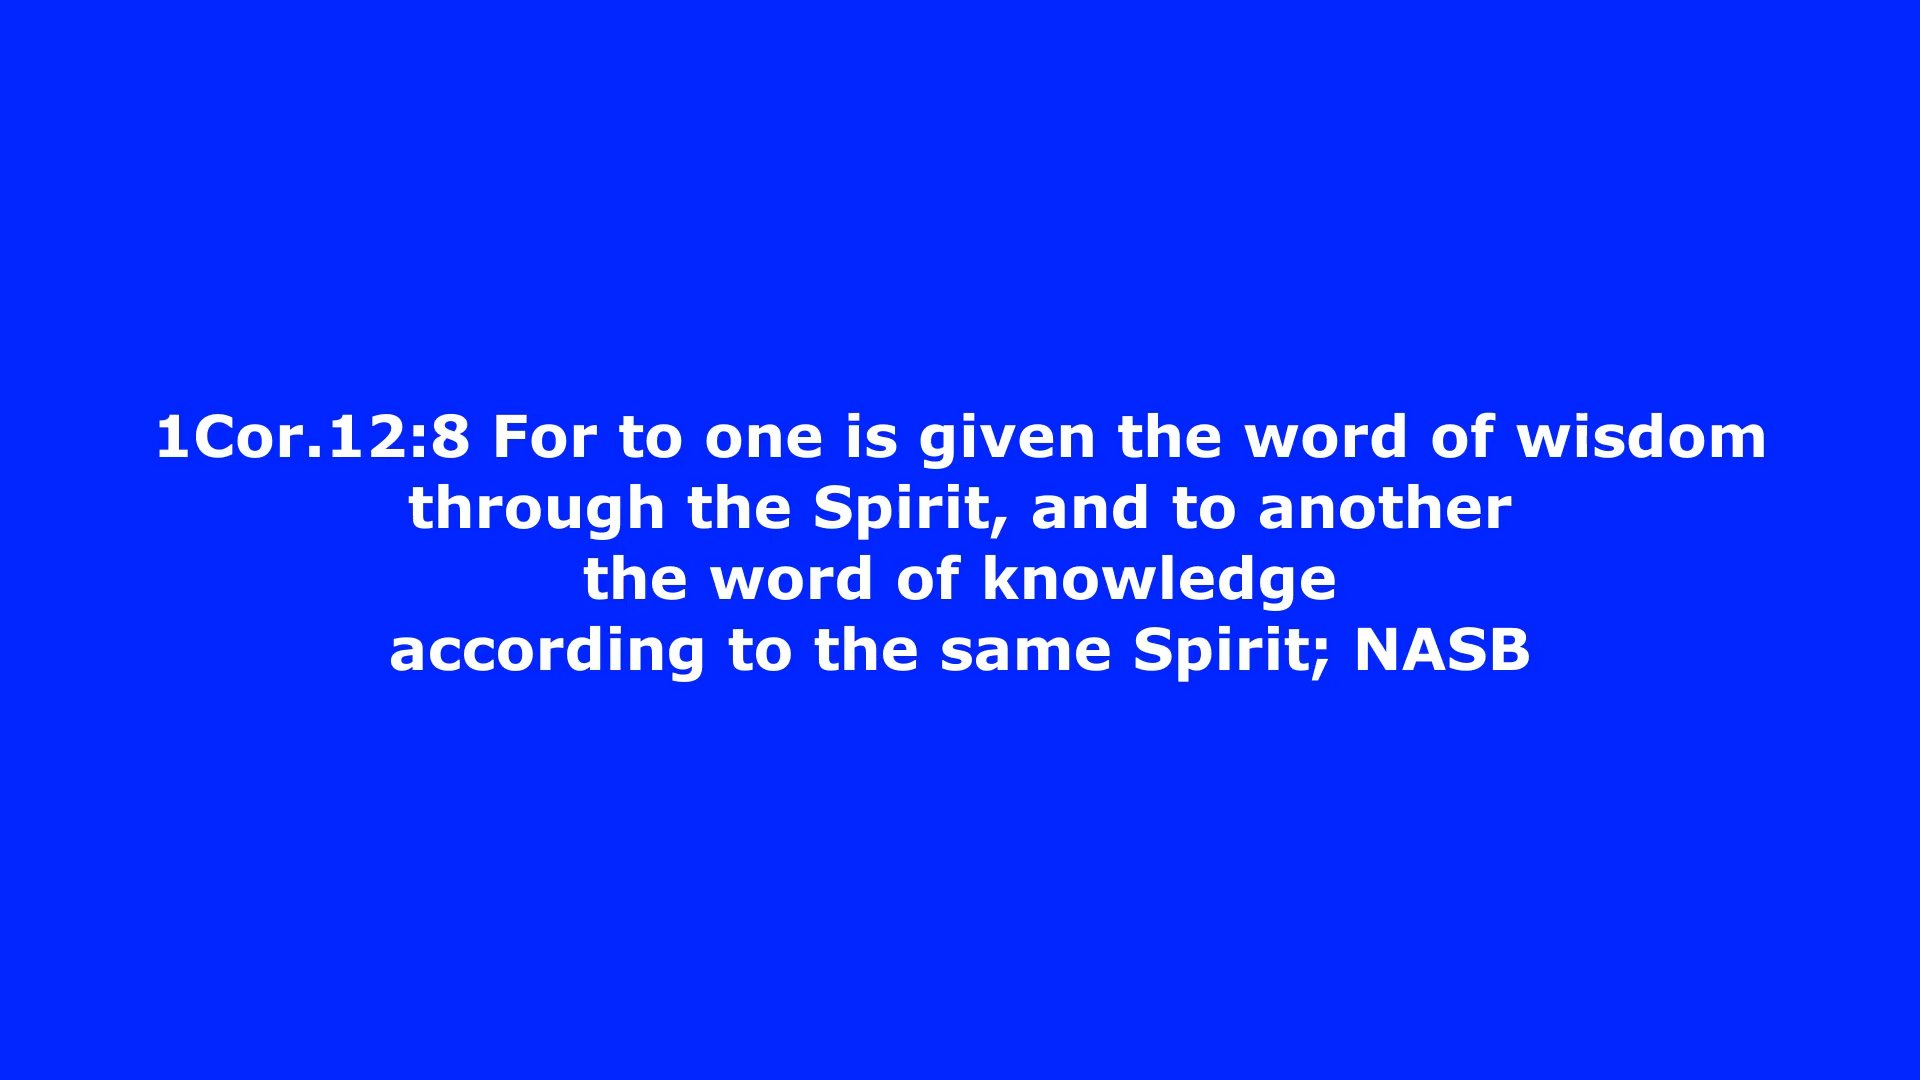 1Cor.12:8 For to one is given the word of wisdom
through the Spirit, and to another
the word of knowledge
according to the same Spirit; NASB